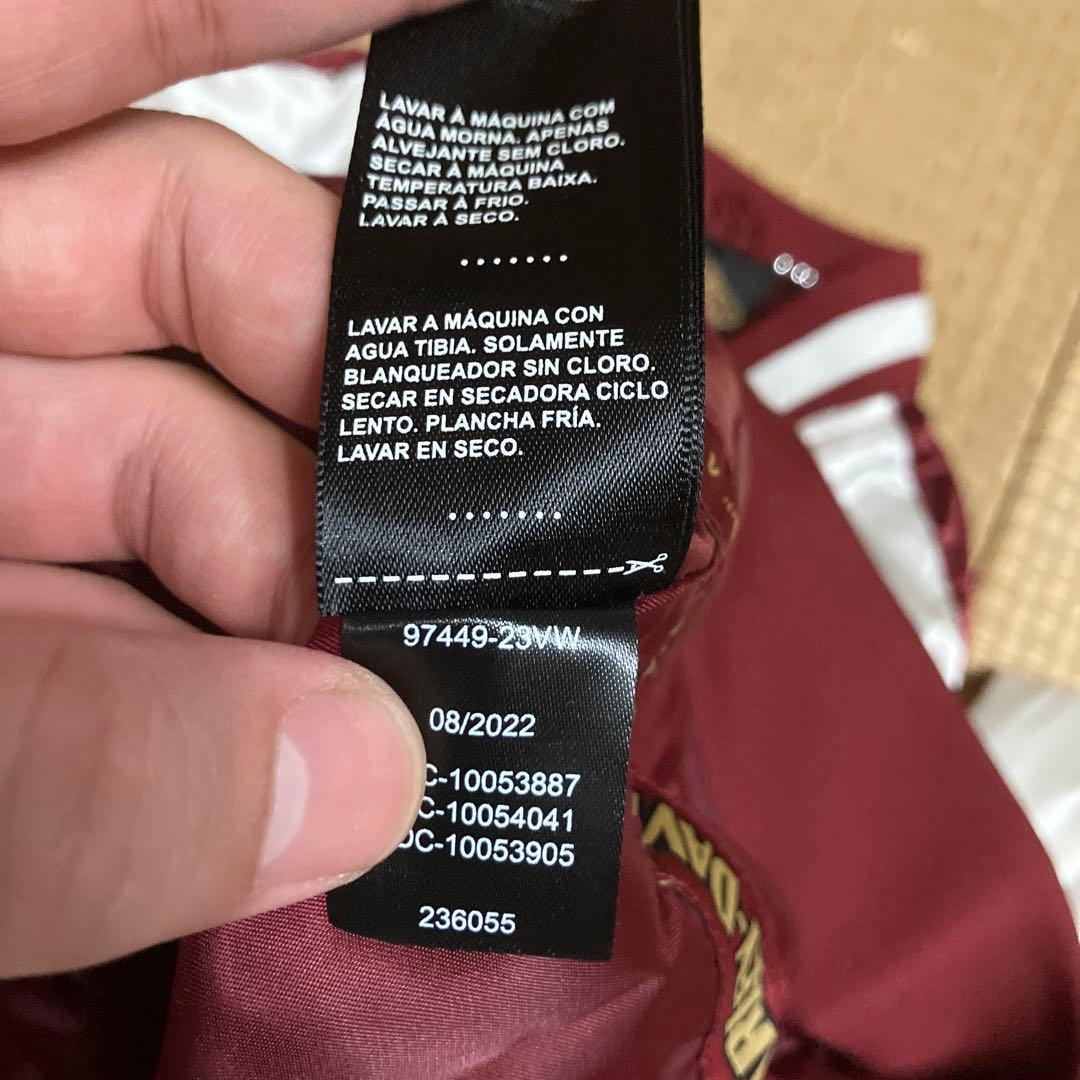 LAVAR À MÁQUINA COM
ÁGUA MORNA. APENAS
ALVEJANTE SEM CLORO.
SECAR À MÁQUINA
TEMPERATURA BAIXA.
PASSAR À FRIO.
LAVAR À SECO.
LAVAR A MÁQUINA CON
AGUA TIBIA. SOLAMENTE
BLANQUEADOR SIN CLORO.
SECAR EN SECADORA CICLO
LENTO. PLANCHA FRÍA.
LAVAR EN SECO.
97449-23VW
08/2022
C-10053887
C-10054041
DC-10053905
236055